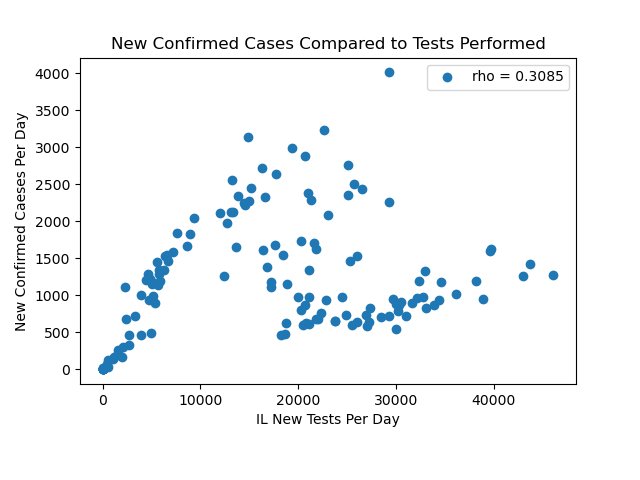 New Confirmed Cases Compared to Tests Performed
rho = 0.3085
New Confirmed Caeses Per Day
4000
3500
3000
2500
2000
1500
1000
500
0
0 10000 20000 30000 40000
IL New Tests Per Day